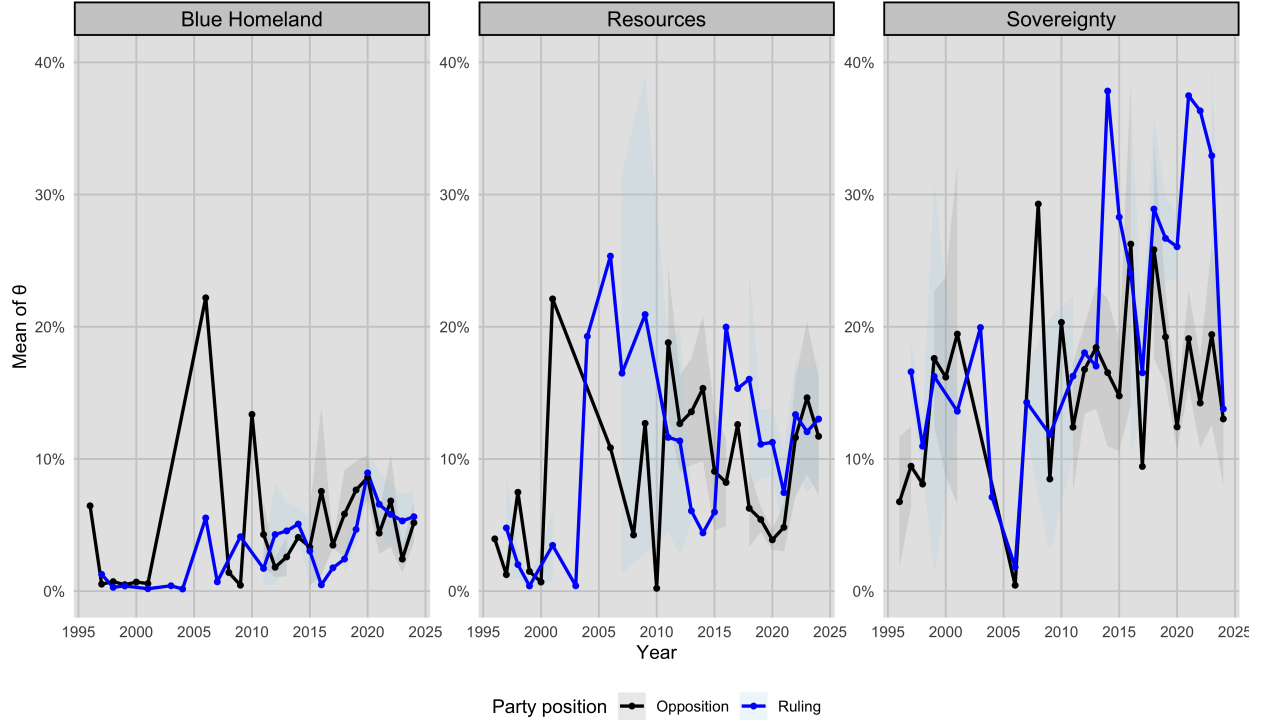 Blue Homeland Resources Sovereignty
40% 40% 40%
30% 30% 30%
20% 20% 20%
10% 10% 10%
0% 0% 0%
Mean of θ
1995 2000 2005 2010 2015 2020 2025 1995 2000 2005 2010 2015 2020 2025 1995 2000 2005 2010 2015 2020 2025
Year
Party position Opposition Ruling